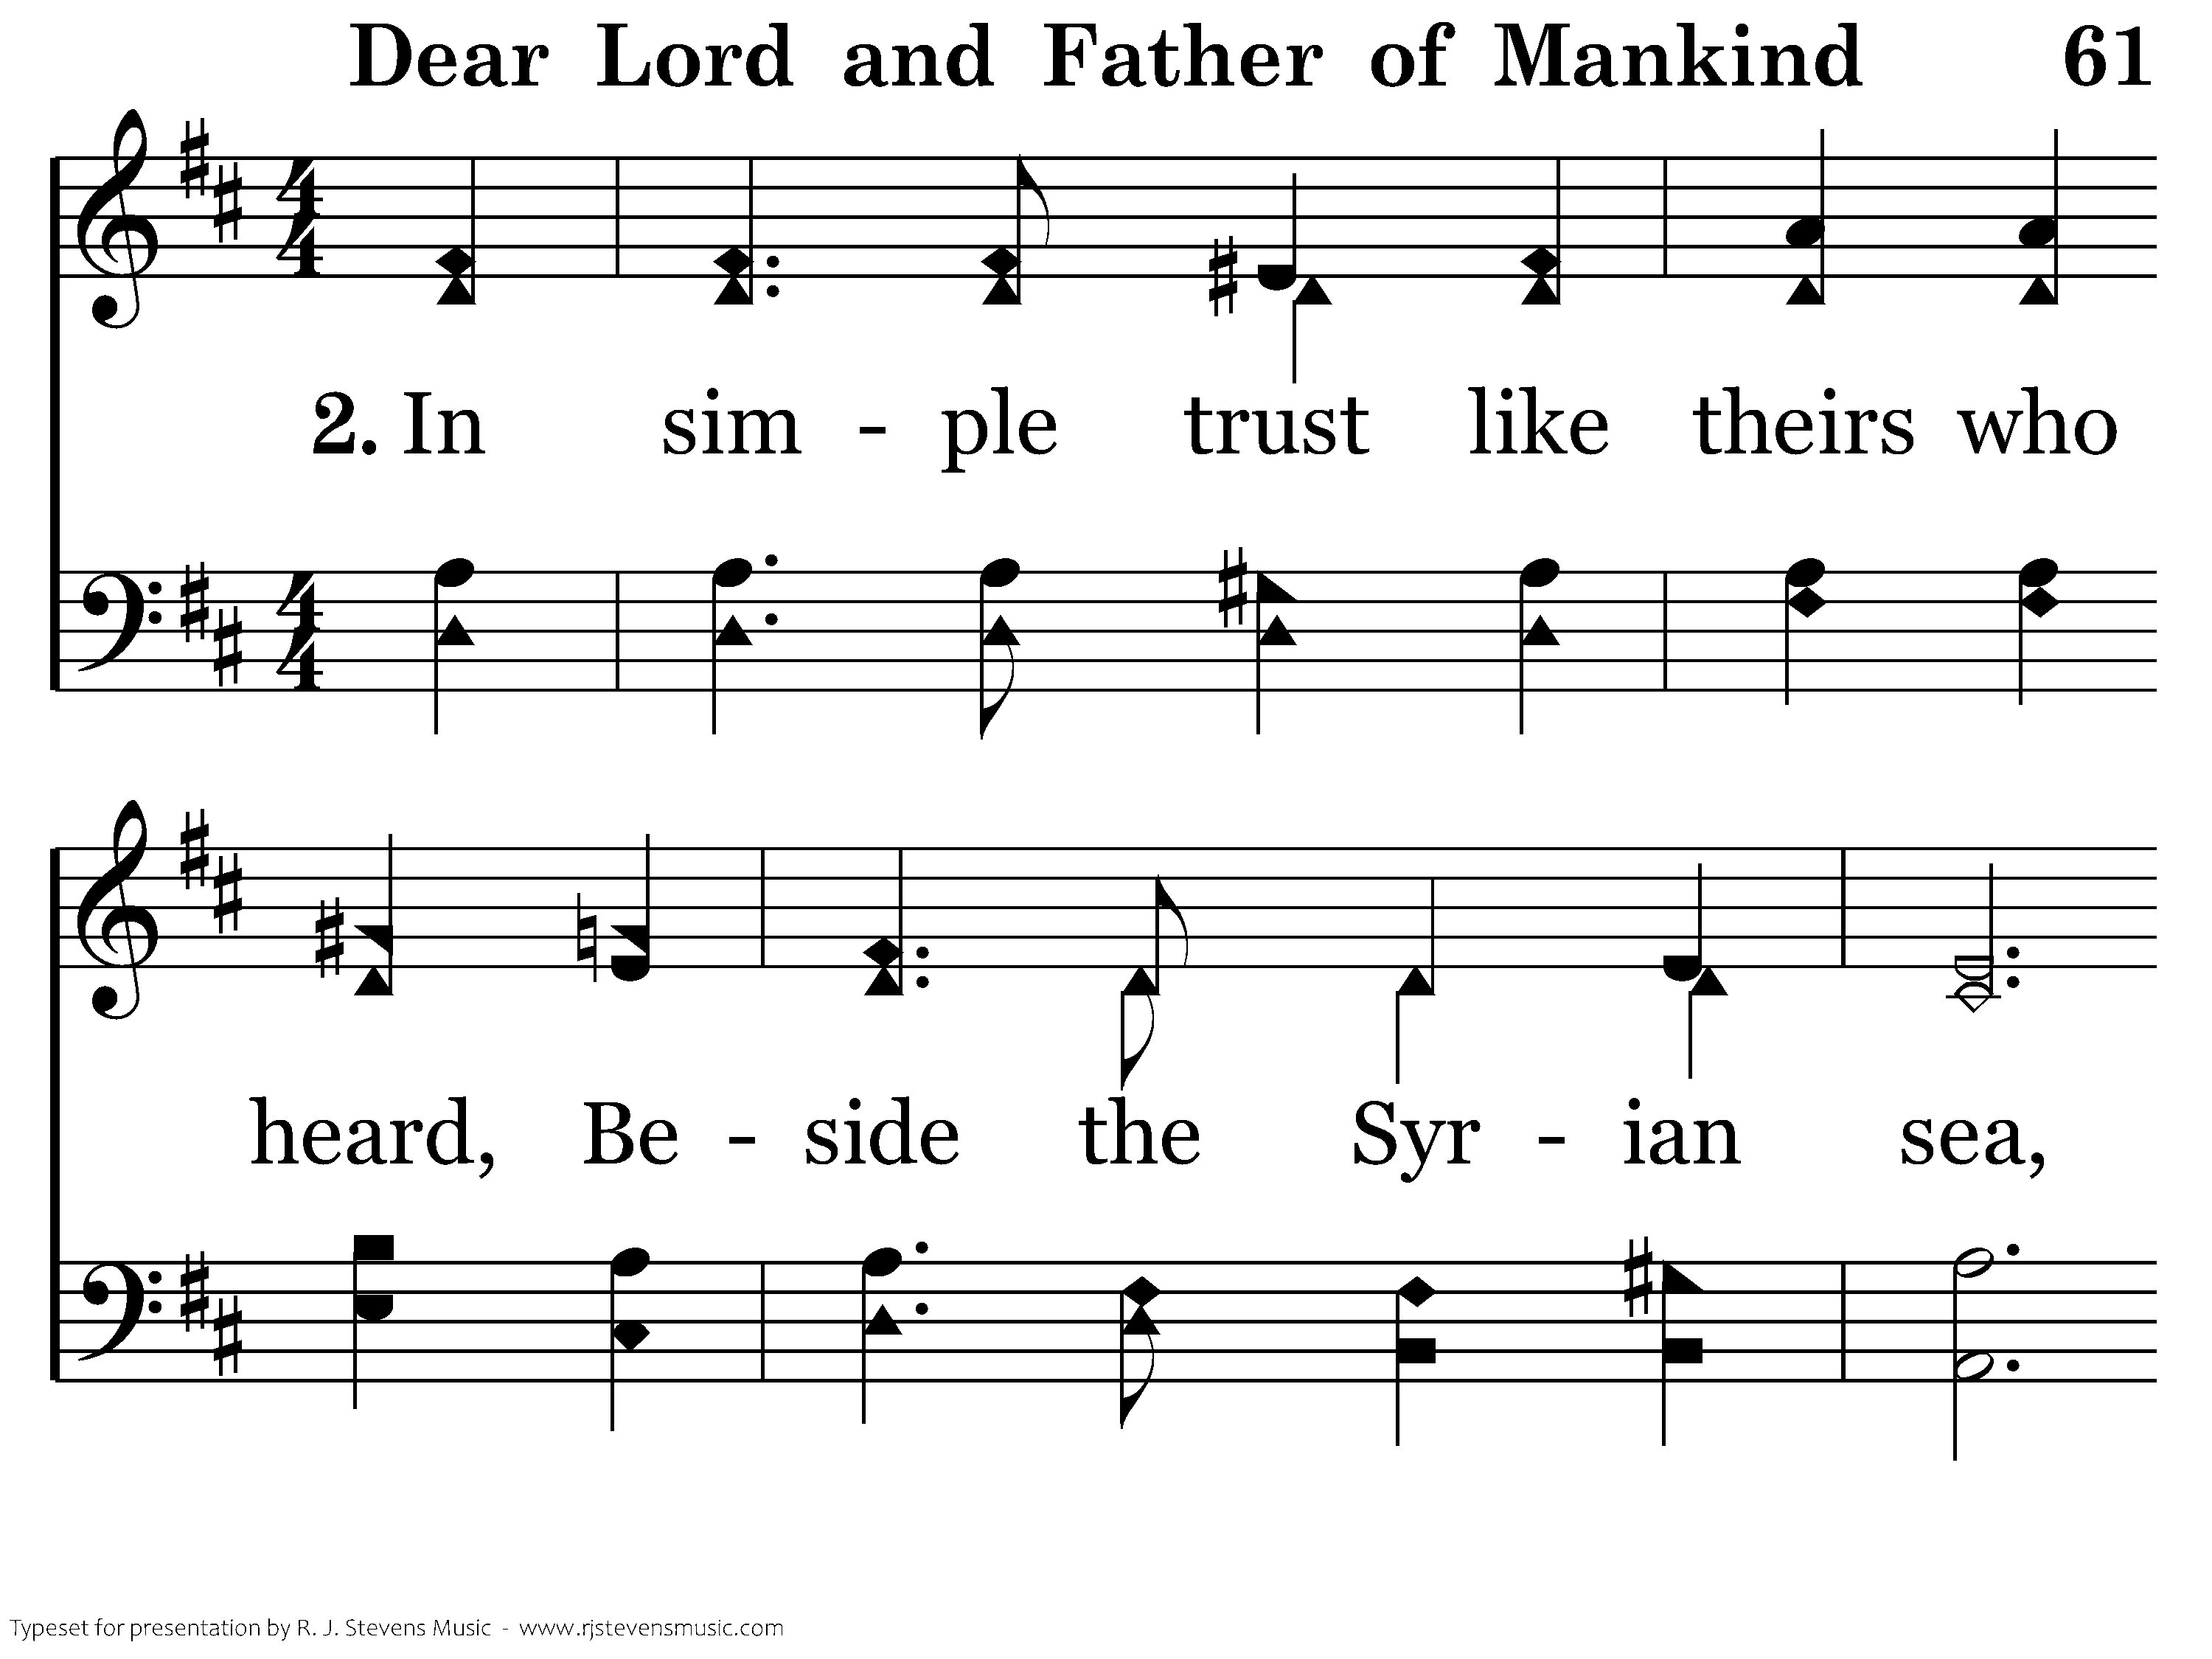 Dear Lord and Father of Mankind 61
2. In sim - ple trust like theirs who
heard, Be - side the Syr - ian sea,
Typeset for presentation by R. J. Stevens Music - www.rjstevensmusic.com